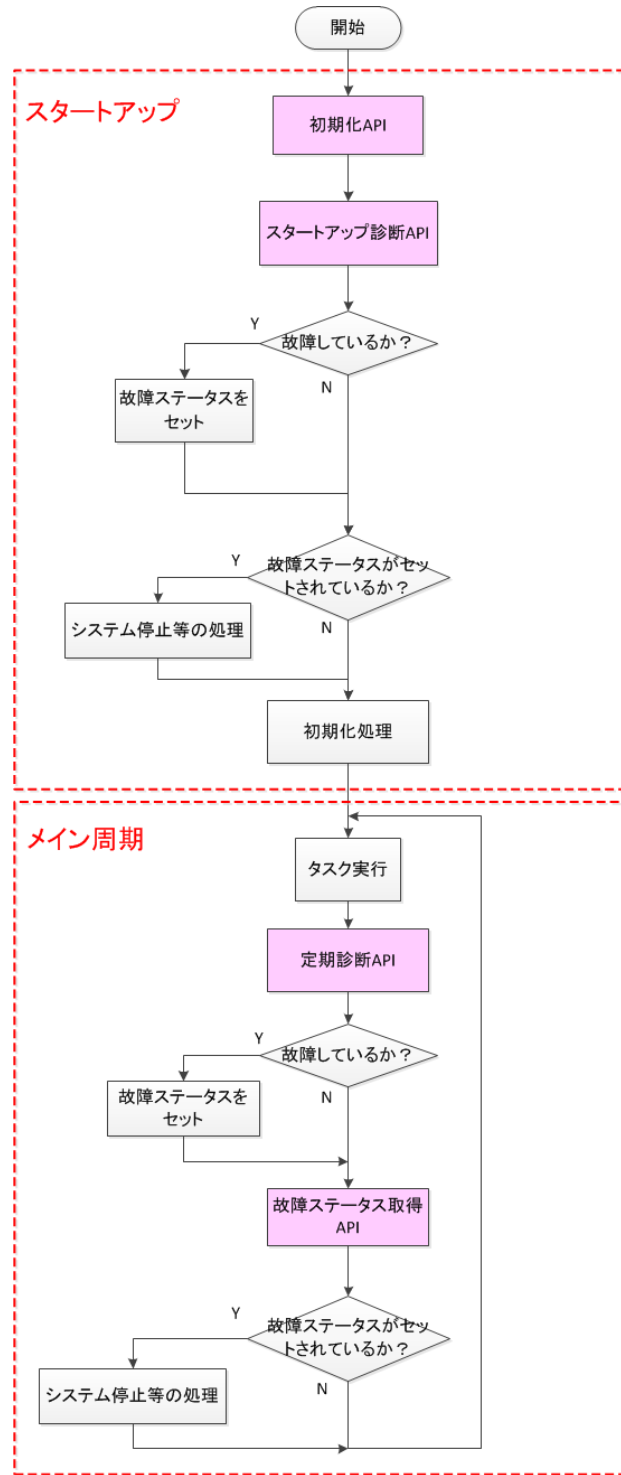 開始
スタートアップ
初期化API
スタートアップ診断API
故障しているか？
Y
N
故障ステータスを
セット
故障ステータスがセッ
トされているか？
Y
N
システム停止等の処理
初期化処理
メイン周期
タスク実行
定期診断API
故障しているか？
Y
N
故障ステータスを
セット
故障ステータス取得
API
故障ステータスがセッ
トされているか？
Y
N
システム停止等の処理